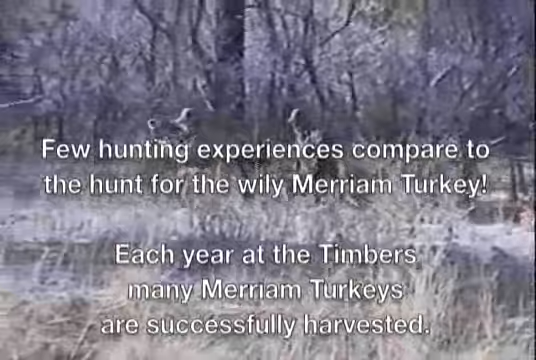 Few hunting experiences compare to
the hunt for the wily Merriam Turkey!
Each year at the Timbers
many Merriam Turkeys
are successfully harvested.